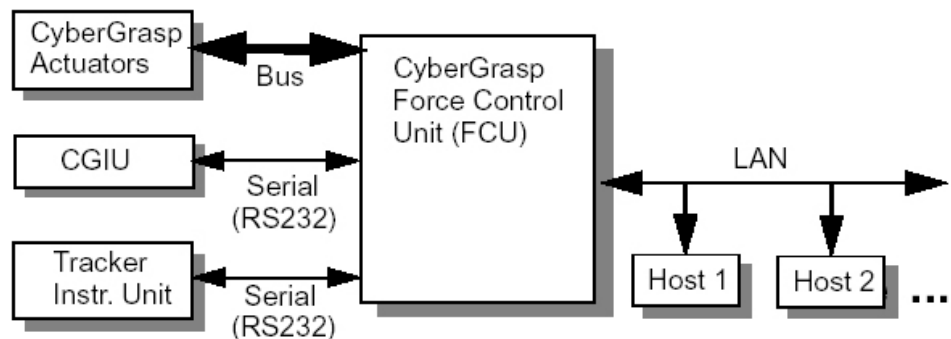 CyberGrasp
Actuators
Bus
CyberGrasp
Force Control
Unit (FCU)
CGIU
Serial
(RS232)
LAN
Tracker
Instr. Unit
Serial
(RS232)
Host 1
Host 2
...